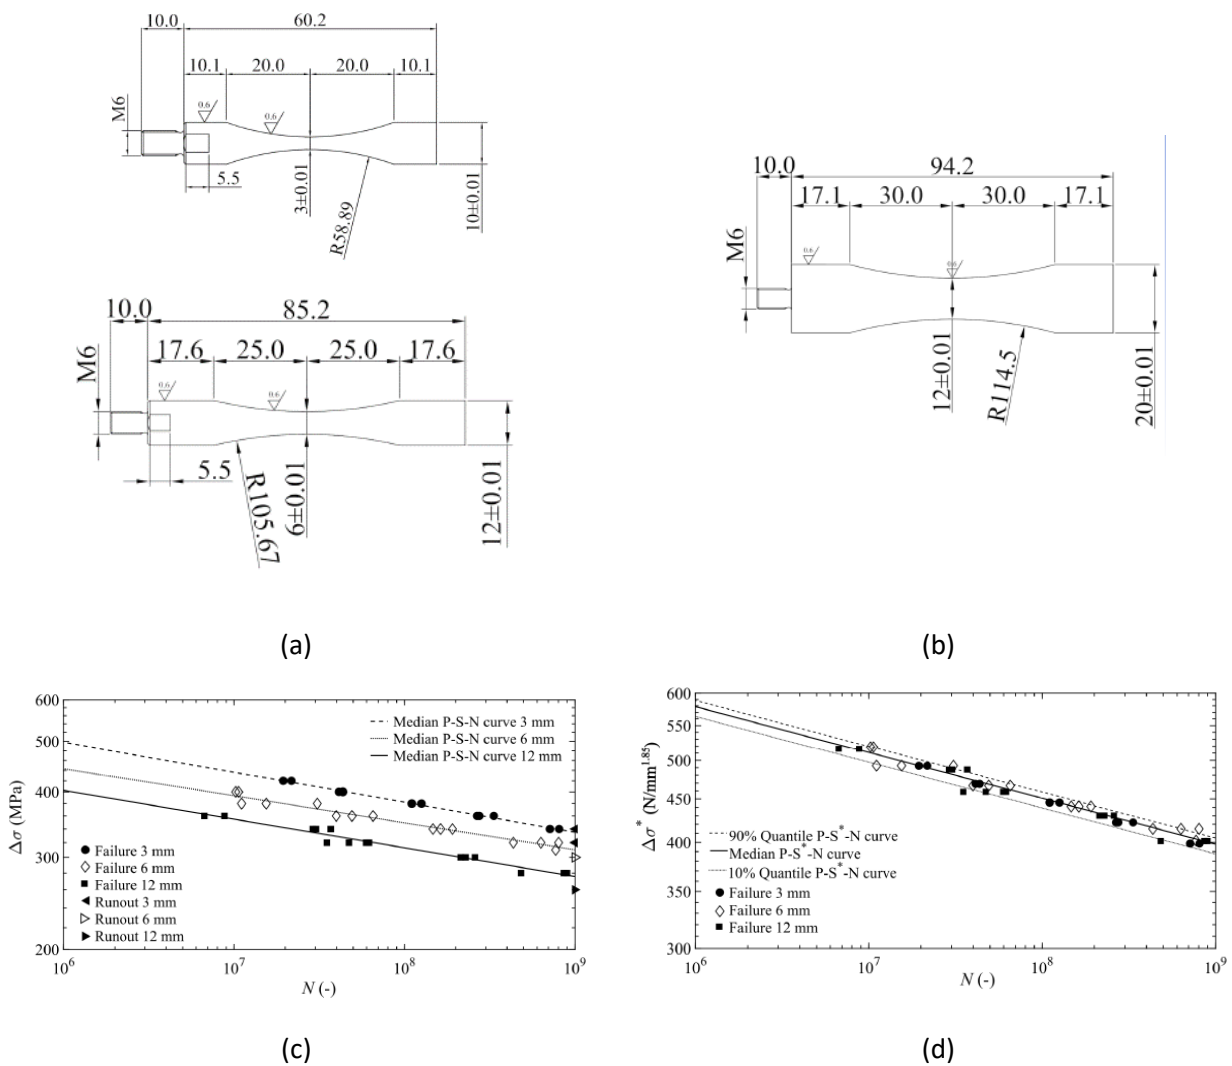 10.0 60.2
10.1 20.0 20.0 10.1
M6
0.6 0.6
5.5
3±0.01
R58.89
10±0.01
10.0 85.2
17.6 25.0 25.0 17.6
M6
0.6 0.6
5.5
R105.67
6±0.01
12±0.01
(a)
10.0 94.2
17.1 30.0 30.0 17.1
M6
0.6 0.6
12±0.01
R114.5
20±0.01
(b)
600
500
400
300
200
Δσ (MPa)
Median P-S-N curve 3 mm
Median P-S-N curve 6 mm
Median P-S-N curve 12 mm
Failure 3 mm
Failure 6 mm
Failure 12 mm
Runout 3 mm
Runout 6 mm
Runout 12 mm
10⁶ 10⁷ 10⁸ 10⁹
N (-)
(c)
600
550
500
450
400
350
300
Δσ* (N/mm¹·⁸⁵)
90% Quantile P-S*-N curve
Median P-S*-N curve
10% Quantile P-S*-N curve
Failure 3 mm
Failure 6 mm
Failure 12 mm
10⁶ 10⁷ 10⁸ 10⁹
N (-)
(d)